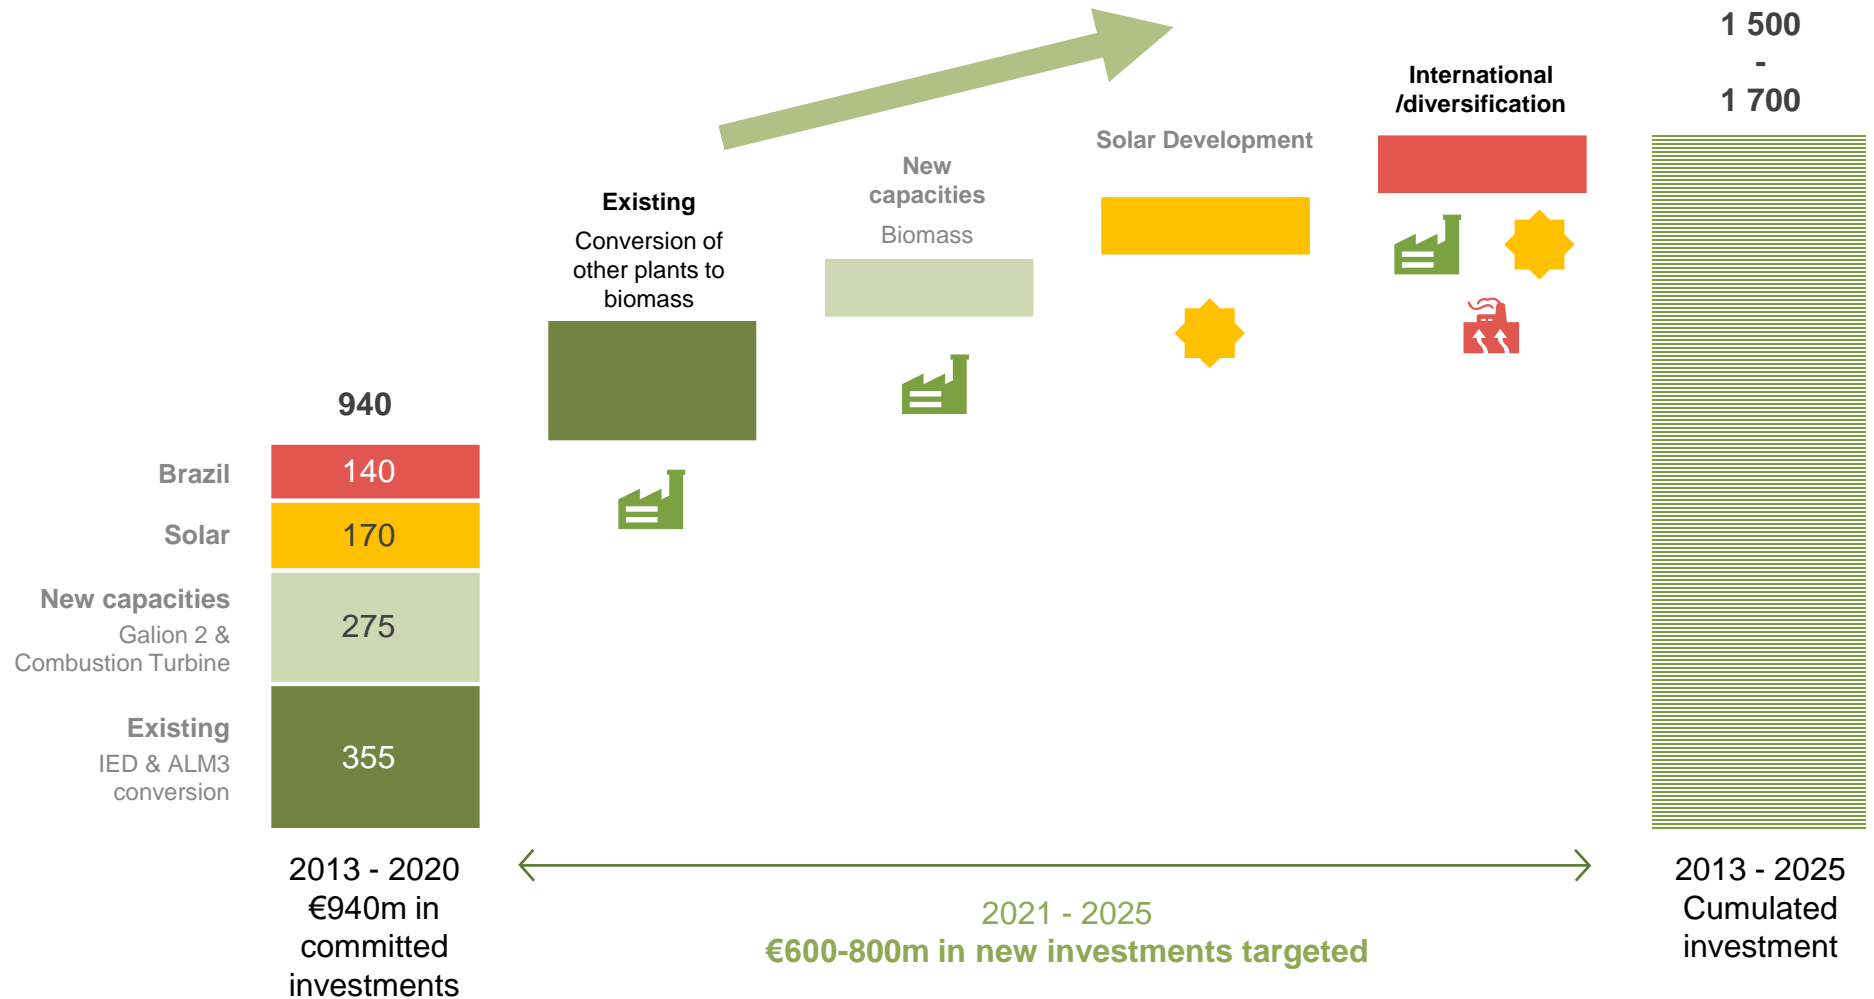 1 500
-
1 700
International
/diversification
Solar Development
New
capacities
Biomass
Existing
Conversion of
other plants to
biomass
940
Brazil
140
Solar
170
New capacities
Galion 2 &
Combustion Turbine
275
Existing
IED & ALM3
conversion
355
2013 - 2020
€940m in
committed
investments
2021 - 2025
€600-800m in new investments targeted
2013 - 2025
Cumulated
investment